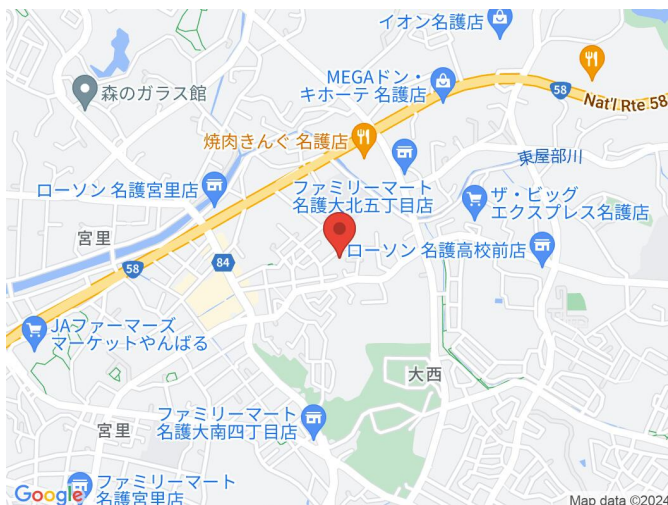 イオン名護店
MEGAドン・
キホーテ 名護店
森のガラス館
58
Nat'l Rte 58
焼肉きんぐ 名護店
東屋部川
ローソン 名護宮里店
ファミリーマート
名護大北五丁目店
ザ・ビッグ
エクスプレス名護店
宮里
ローソン 名護高校前店
84
58
JAファーマーズ
マーケットやんばる
大西
ファミリーマート
名護大南四丁目店
宮里
ファミリーマート
名護宮里店
Google
Map data ©2024